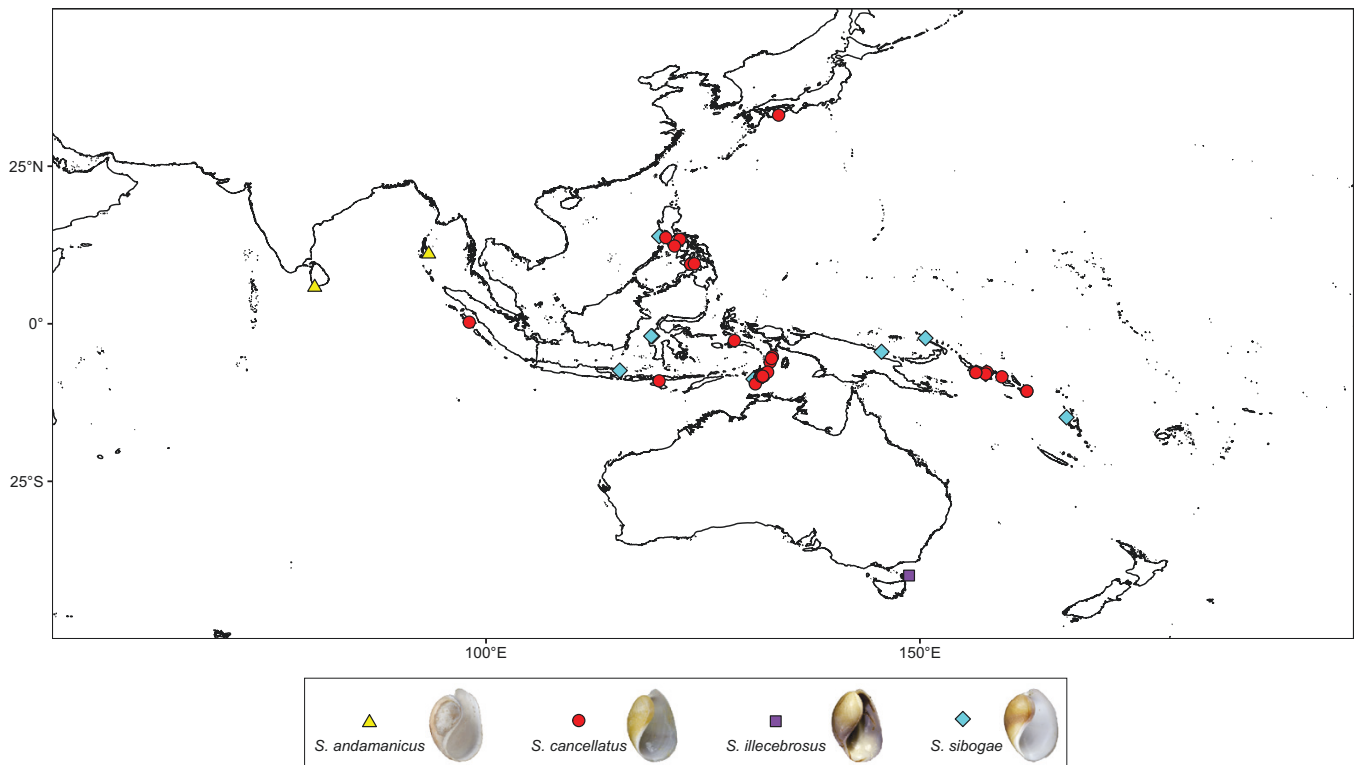 25°N
0°
25°S
100°E
150°E
S. andamanicus
S. cancellatus
S. illecebrosus
S. sibogae